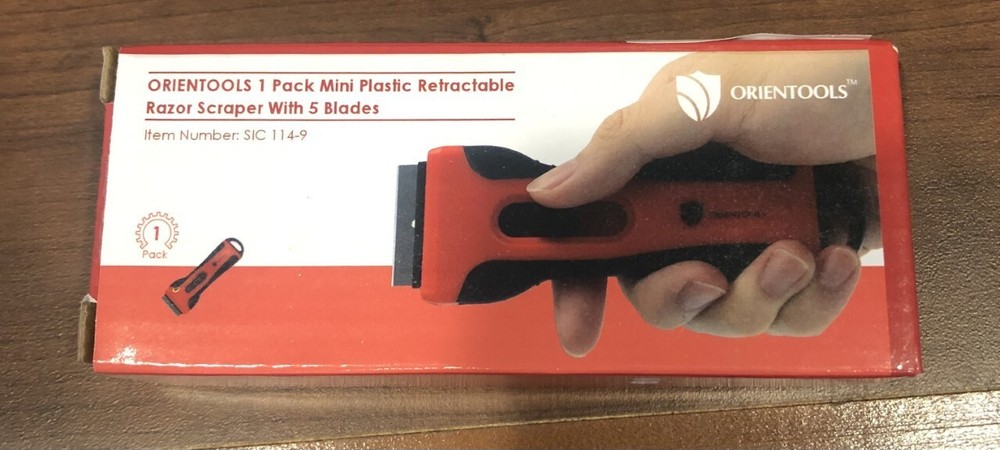 ORIENTOOLS 1 Pack Mini Plastic Retractable
Razor Scraper With 5 Blades
Item Number: SIC 114-9
ORIENTOOLS™
1
Pack
ORIENTOOLS